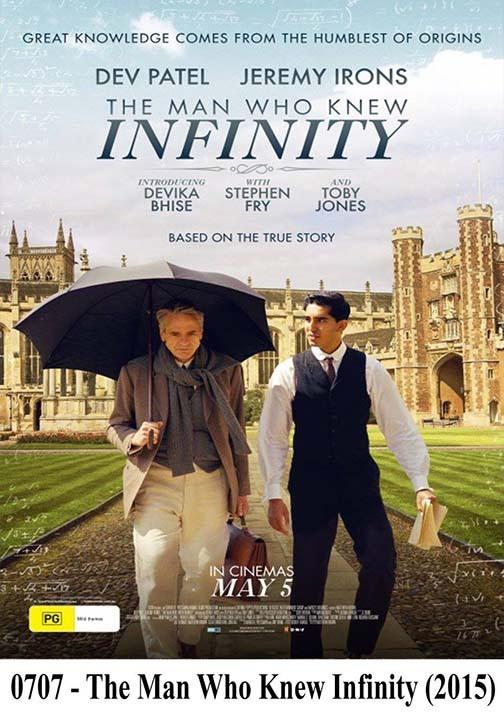 GREAT KNOWLEDGE COMES FROM THE HUMBLEST OF ORIGINS
DEV PATEL JEREMY IRONS
THE MAN WHO KNEW
INFINITY
INTRODUCING
DEVIKA
BHISE
WITH
STEPHEN
FRY
AND
TOBY
JONES
BASED ON THE TRUE STORY
IN CINEMAS
MAY 5
PG
Mild themes
0707 - The Man Who Knew Infinity (2015)